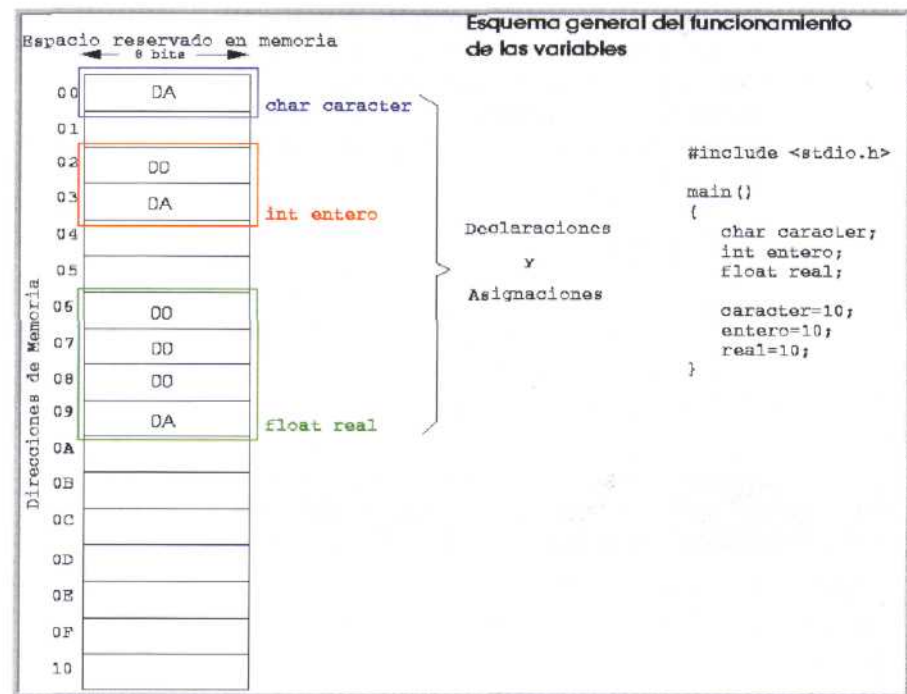 Esquema general del funcionamiento
de las variables
Espacio reservado en memoria
8 bits
Direcciones de Memoria
00 0A
char caracter
01
02 00
03 0A
int entero
04
05
06 00
07 00
08 00
09 0A
float real
0A
0B
0C
0D
0E
0F
10
Declaraciones
y
Asignaciones
#include <stdio.h>
main()
{
char caracter;
int entero;
float real;
caracter=10;
entero=10;
real=10;
}